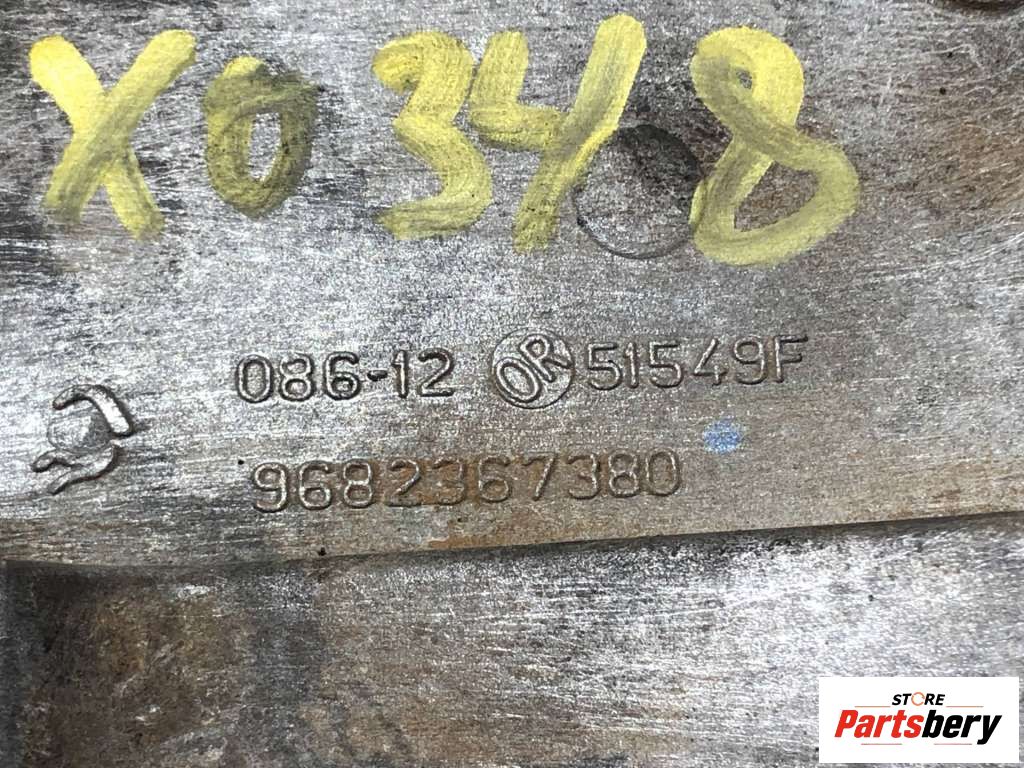 X0348
086-12 OR 51549F
9682367380
STORE
Partsbery